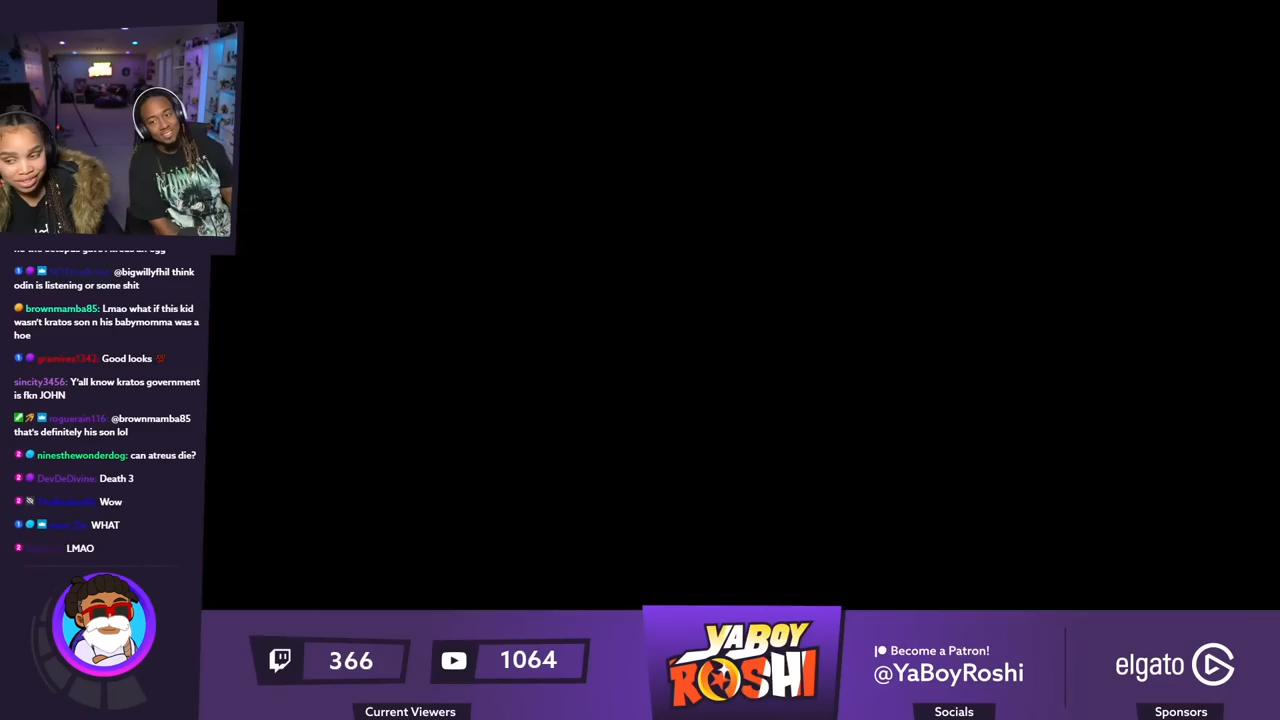 @bigwillyfhil think
odin is listening or some shit
brownmamba85: Lmao what if this kid
wasn't kratos son n his babymomma was a
hoe
gramives1342: Good looks 💯
sincity3456: Y'all know kratos government
is fkn JOHN
roguerain116: @brownmamba85
that's definitely his son lol
ninesthewonderdog: can atreus die?
DevDeDivine: Death 3
Wow
WHAT
LMAO
366
1064
Current Viewers
YABOY
ROSHI
Become a Patron!
@YaBoyRoshi
Socials
elgato
Sponsors